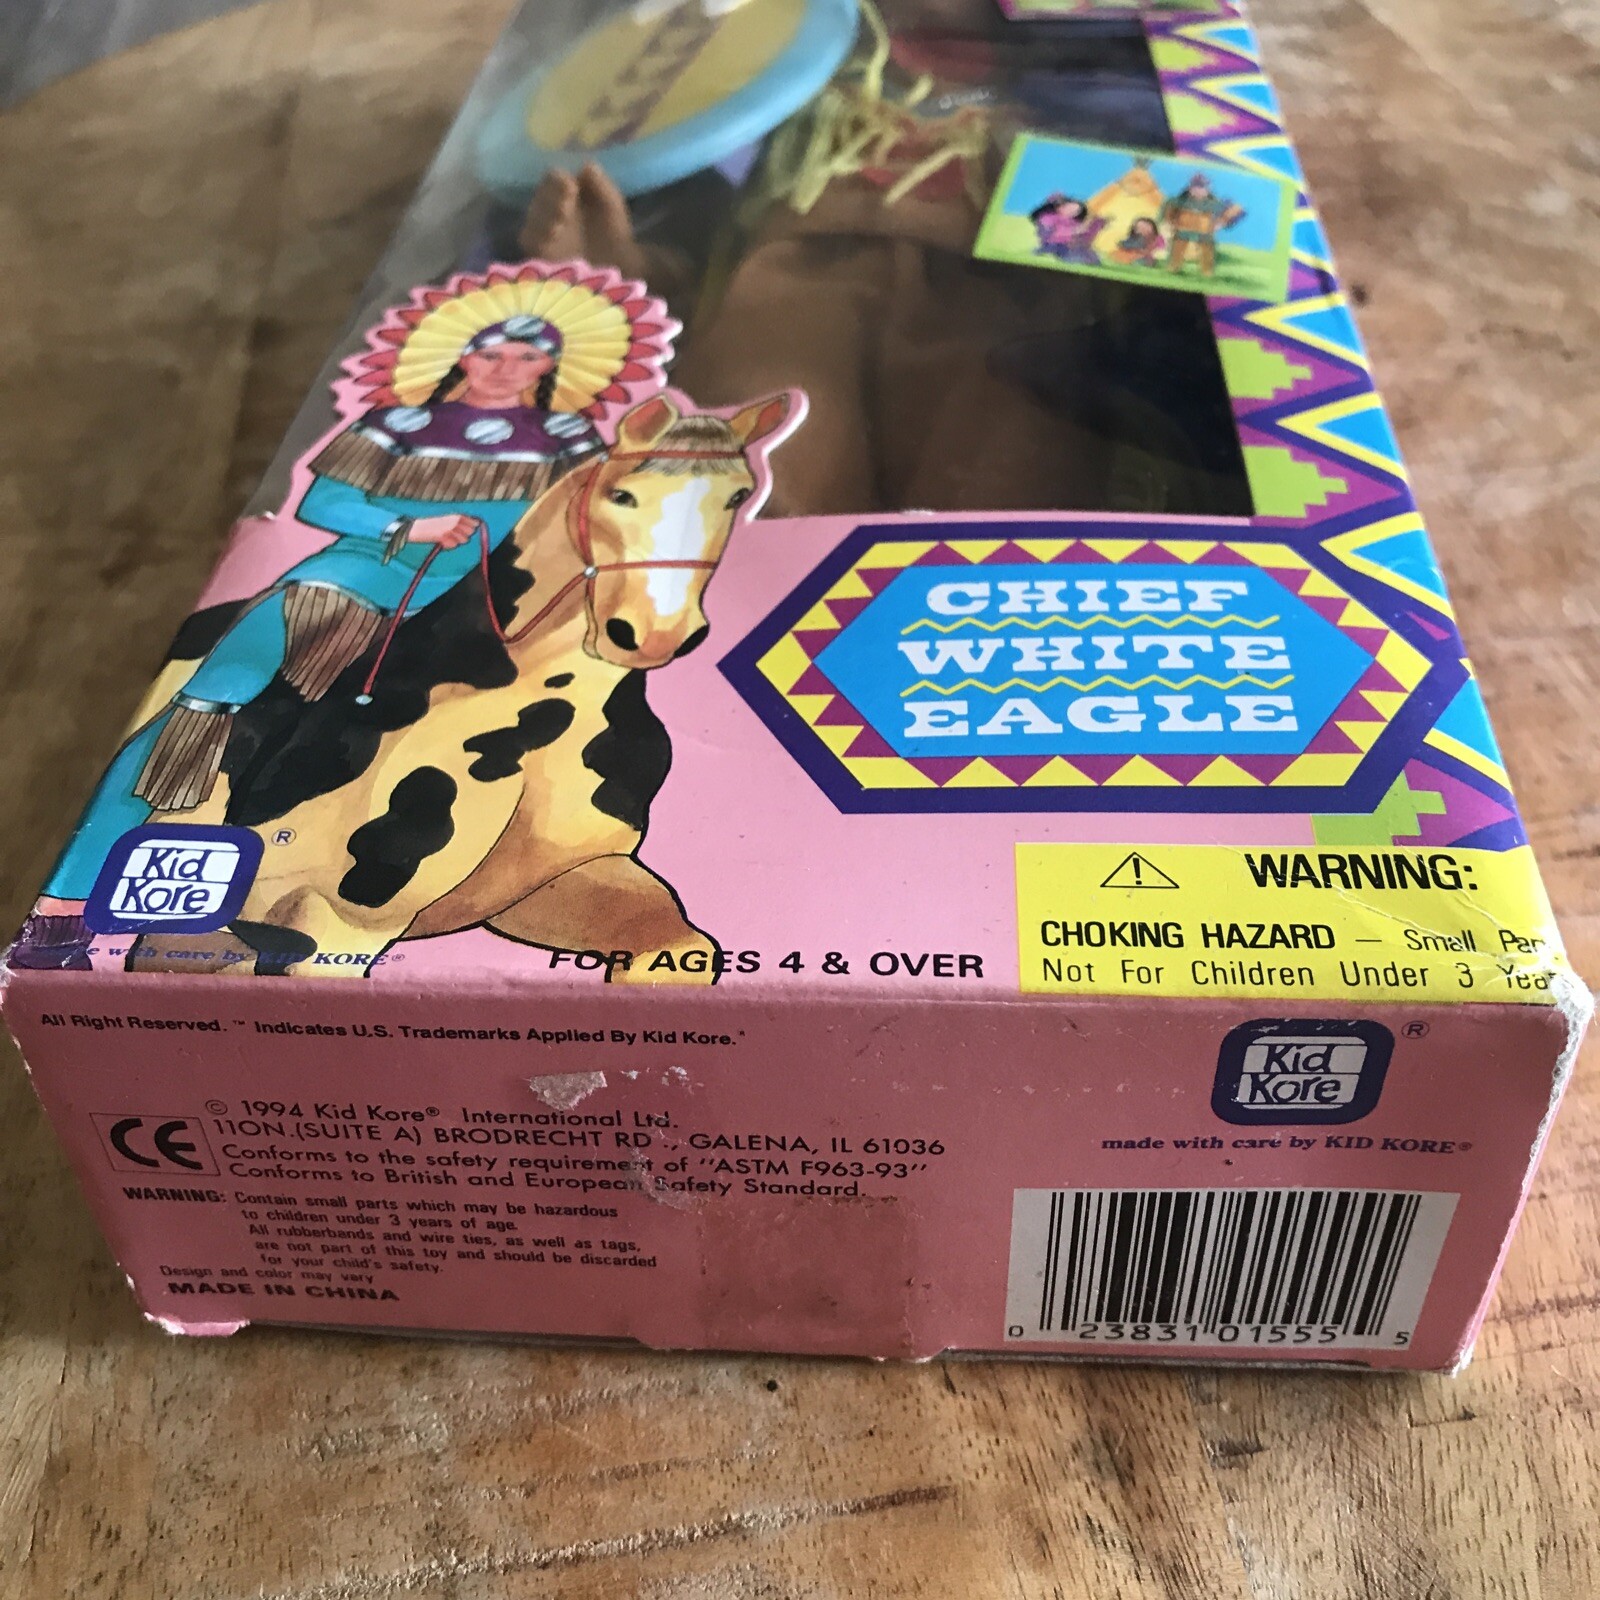 CHIEF
WHITE
EAGLE
Kid
Kore
®
with care by KID KORE®
FOR AGES 4 & OVER
WARNING:
CHOKING HAZARD — Small
Not For Children Under 3
All Right Reserved. ™ Indicates U.S. Trademarks Applied By Kid Kore.
© 1994 Kid Kore® International Ltd.
110N.(SUITE A) BRODRECHT RD ., GALENA, IL 61036
Conforms to the safety requirement of "ASTM F963-93"
Conforms to British and European Safety Standard.
CE
WARNING: Contain small parts which may be hazardous
to children under 3 years of age.
All rubberbands and wire ties, as well as tags,
are not part of this toy and should be discarded
for your child's safety.
Design and color may vary
MADE IN CHINA
Kid
Kore
®
made with care by KID KORE®
0 23831 01555 5